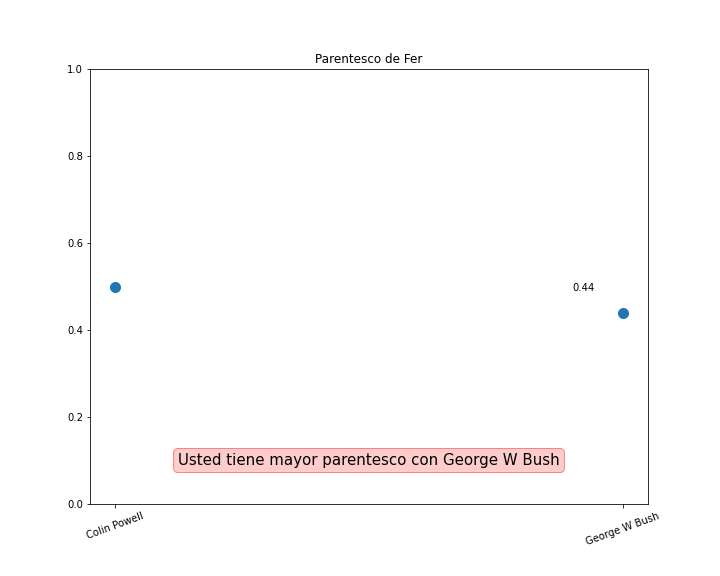 Parentesco de Fer
1.0
0.8
0.6
0.44
0.4
0.2
Usted tiene mayor parentesco con George W Bush
0.0
Colin Powell
George W Bush